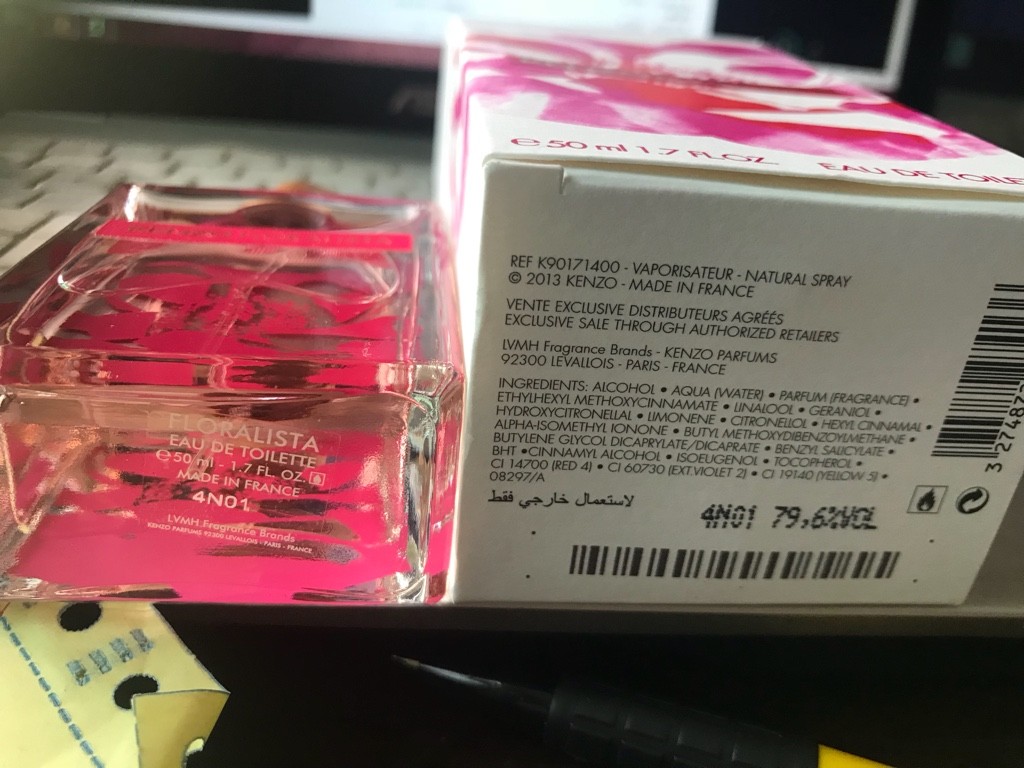 FLORALISTA
EAU DE TOILETTE
℮50 ml - 1.7 FL. OZ.
MADE IN FRANCE
4N01
LVMH Fragrance Brands
KENZO PARFUMS 92300 LEVALLOIS - PARIS - FRANCE
℮50 ml 1.7 FL.OZ
EAU DE TOILE
REF K90171400 - VAPORISATEUR - NATURAL SPRAY
© 2013 KENZO - MADE IN FRANCE
VENTE EXCLUSIVE DISTRIBUTEURS AGRÉÉS
EXCLUSIVE SALE THROUGH AUTHORIZED RETAILERS
LVMH Fragrance Brands - KENZO PARFUMS
92300 LEVALLOIS - PARIS - FRANCE
INGREDIENTS: ALCOHOL • AQUA (WATER) • PARFUM (FRAGRANCE) •
ETHYLHEXYL METHOXYCINNAMATE • LINALOOL • GERANIOL •
HYDROXYCITRONELLAL • LIMONENE • CITRONELLOL • HEXYL CINNAMAL •
ALPHA-ISOMETHYL IONONE • BUTYL METHOXYDIBENZOYLMETHANE •
BUTYLENE GLYCOL DICAPRYLATE/DICAPRATE • BENZYL SALICYLATE •
BHT • CINNAMYL ALCOHOL • ISOEUGENOL • TOCOPHEROL •
CI 14700 (RED 4) • CI 60730 (EXT.VIOLET 2) • CI 19140 (YELLOW 5) •
08297/A
لاستعمال خارجي فقط
4N01 79,6%VOL
3 274872